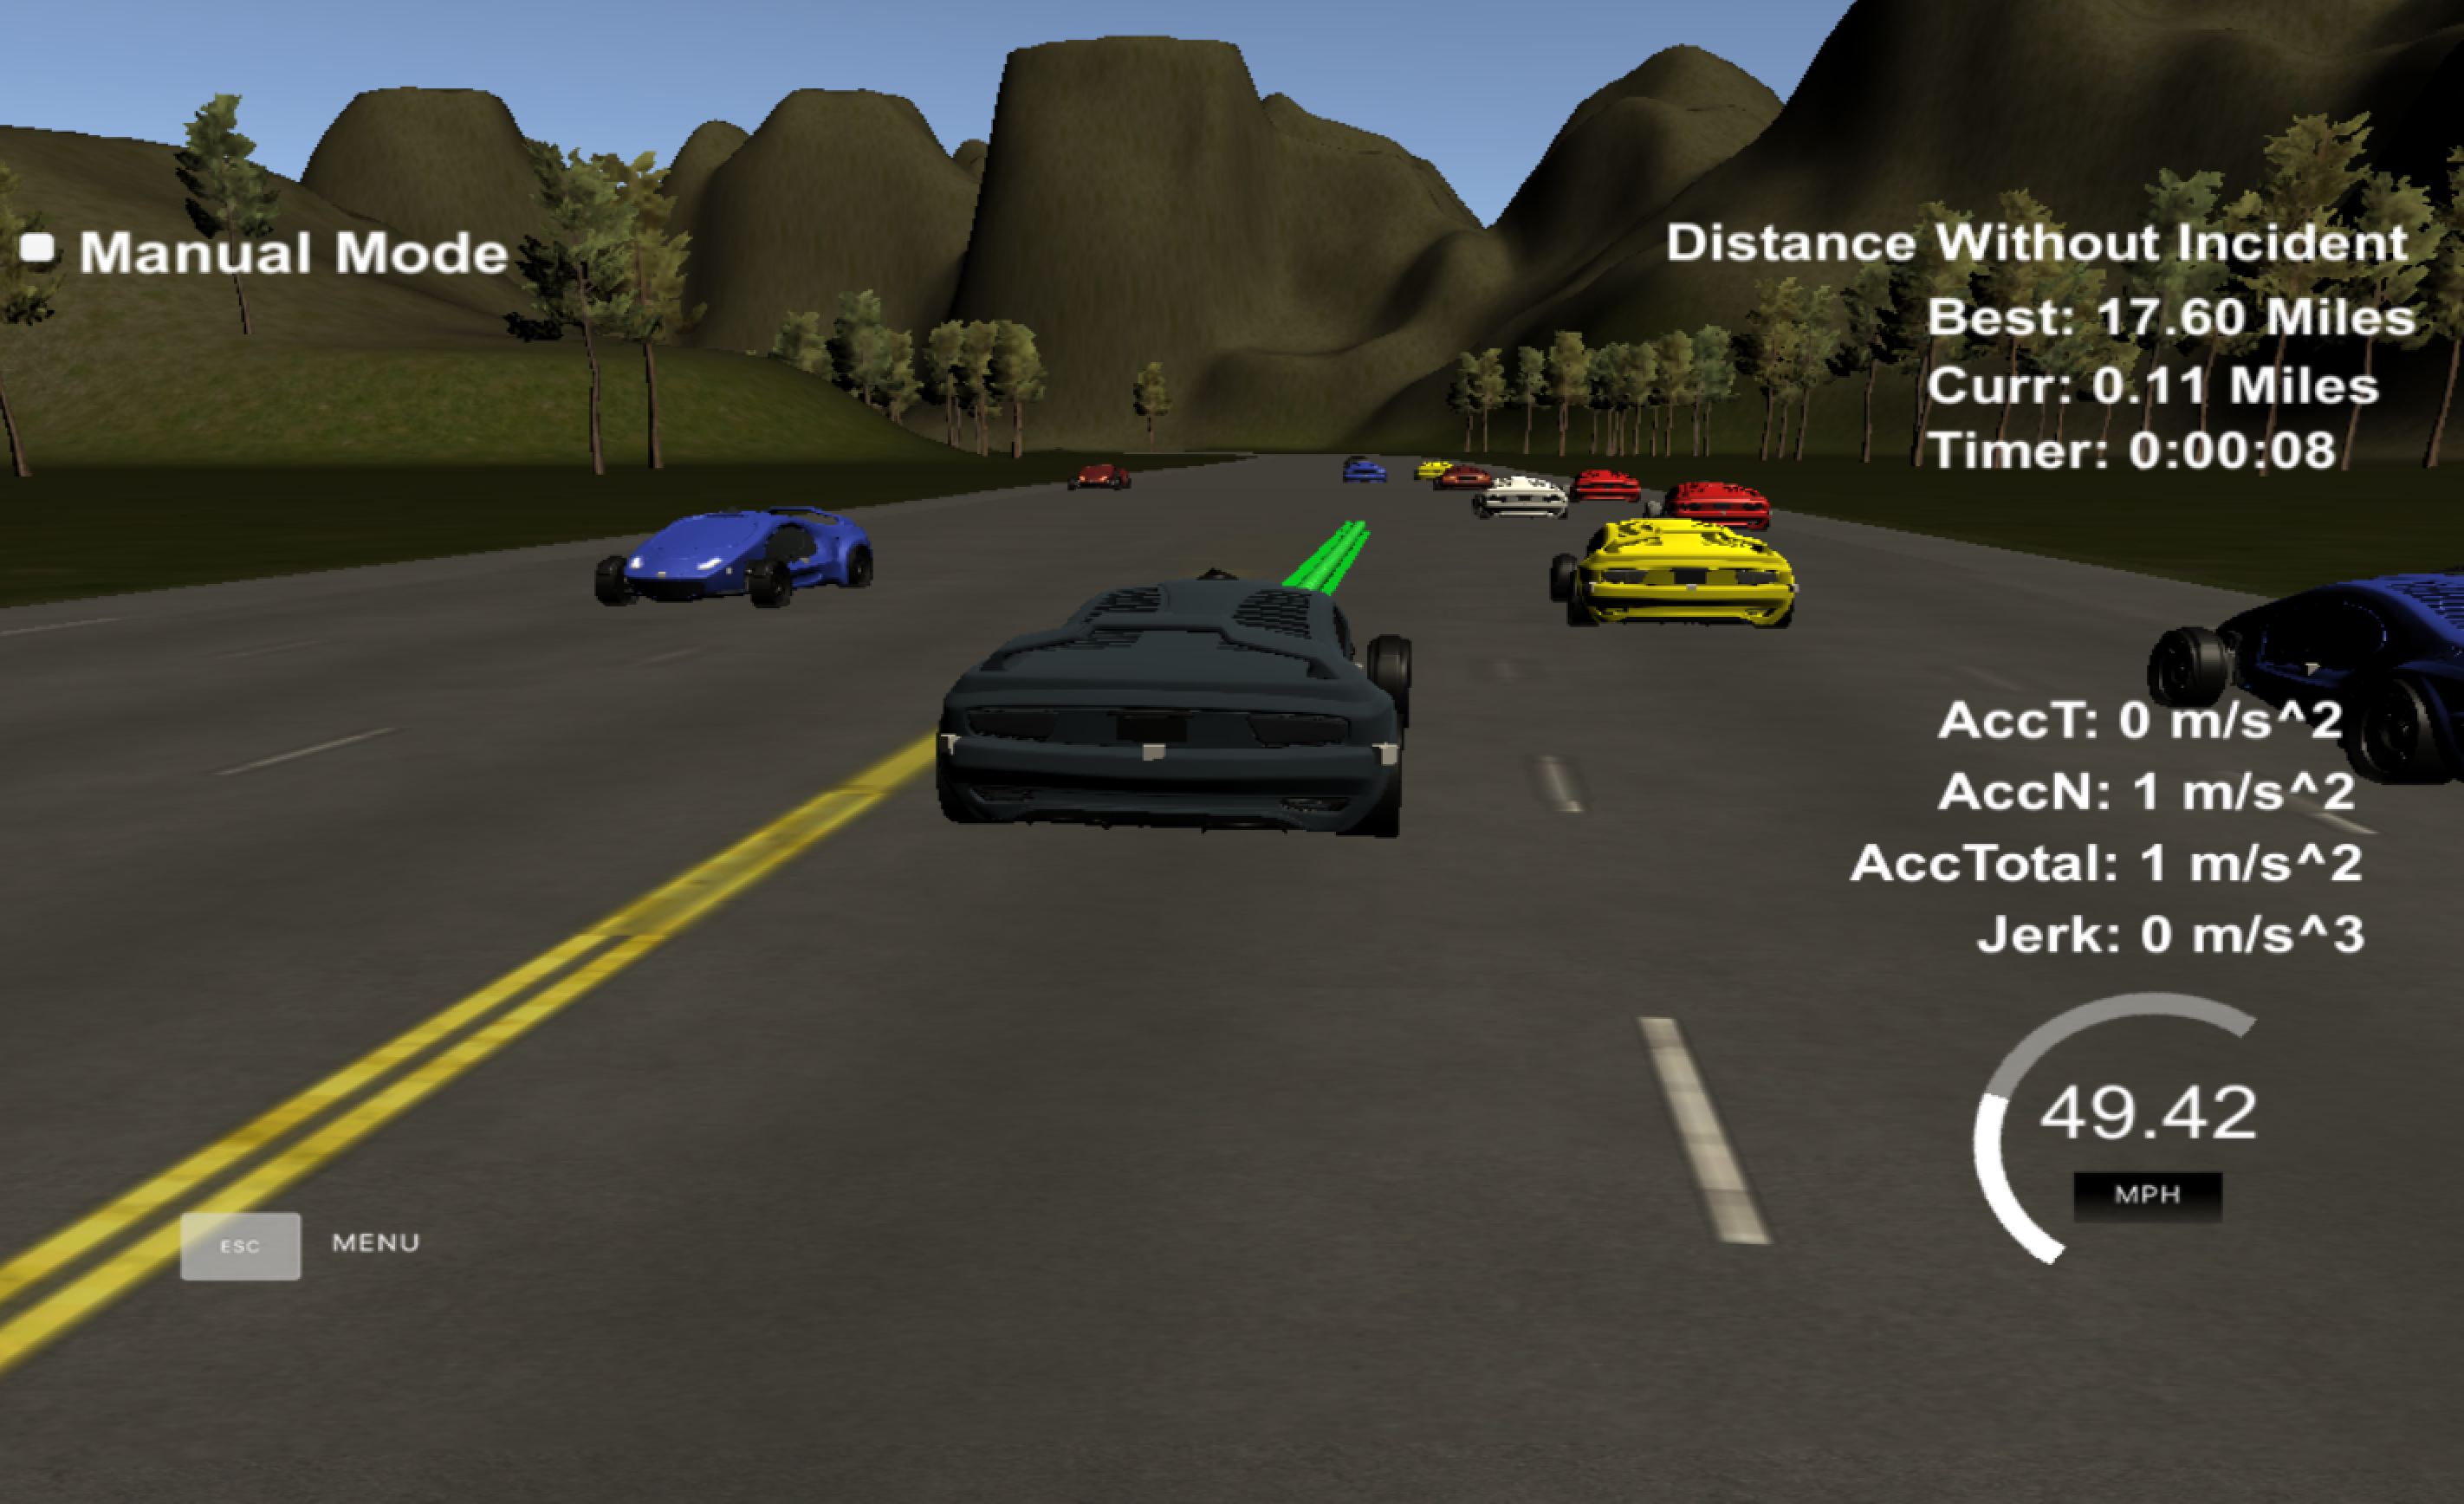 Manual Mode
Distance Without Incident
Best: 17.60 Miles
Curr: 0.11 Miles
Timer: 0:00:08
AccT: 0 m/s^2
AccN: 1 m/s^2
AccTotal: 1 m/s^2
Jerk: 0 m/s^3
49.42
MPH
ESC MENU